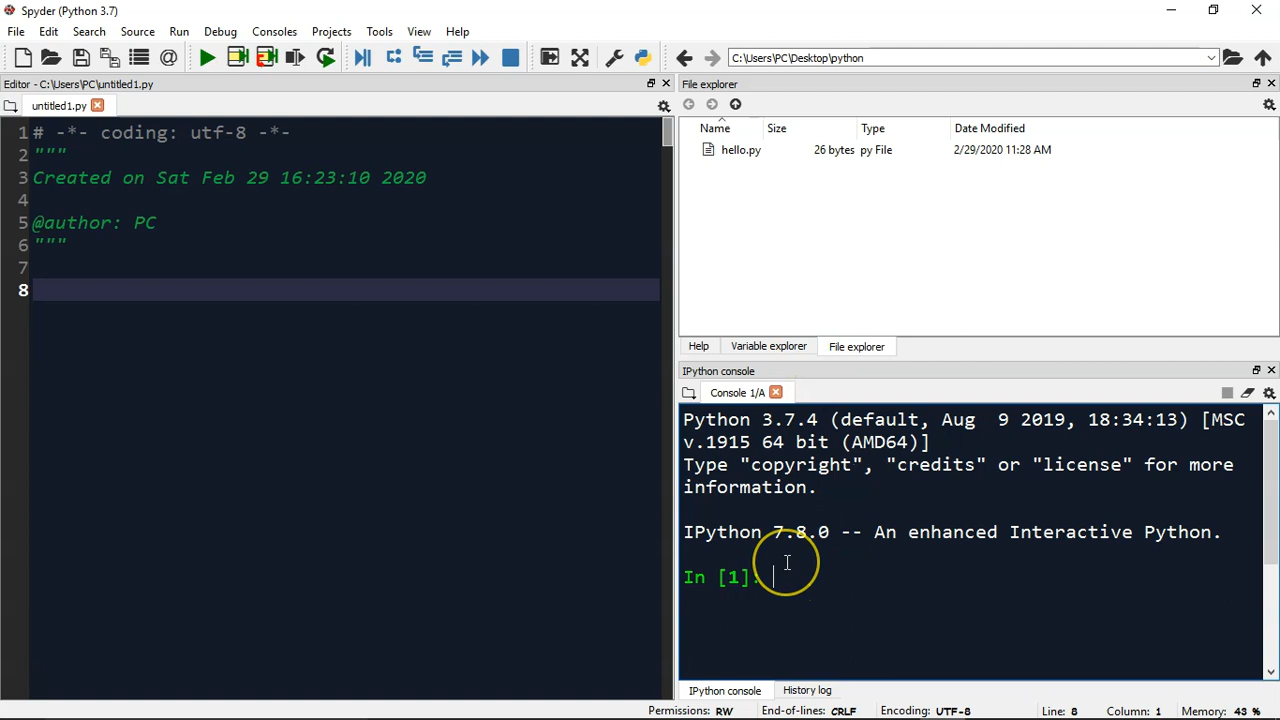 Spyder (Python 3.7)
File Edit Search Source Run Debug Consoles Projects Tools View Help
C:\Users\PC\Desktop\python
Editor - C:\Users\PC\untitled1.py
untitled1.py
1 # -*- coding: utf-8 -*-
2 """
3 Created on Sat Feb 29 16:23:10 2020
4
5 @author: PC
6 """
7
8
File explorer
Name Size Type Date Modified
hello.py 26 bytes py File 2/29/2020 11:28 AM
Help Variable explorer File explorer
IPython console
Console 1/A
Python 3.7.4 (default, Aug  9 2019, 18:34:13) [MSC
v.1915 64 bit (AMD64)]
Type "copyright", "credits" or "license" for more
information.
IPython 7.8.0 -- An enhanced Interactive Python.
In [1]:
IPython console History log
Permissions: RW End-of-lines: CRLF Encoding: UTF-8 Line: 8 Column: 1 Memory: 43 %